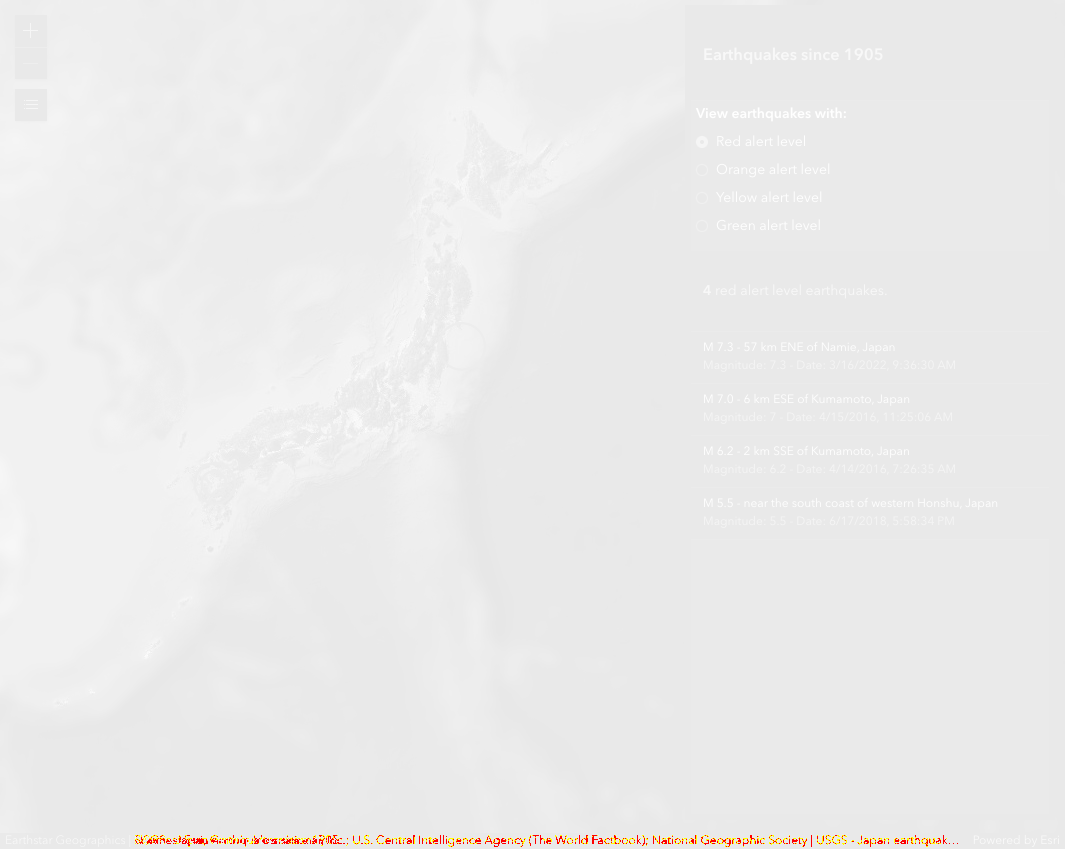 Earthquakes since 1905
View earthquakes with:
Red alert level
Orange alert level
Yellow alert level
Green alert level
4 red alert level earthquakes.
M 7.3 - 57 km ENE of Namie, Japan
Magnitude: 7.3 - Date: 3/16/2022, 9:36:30 AM
M 7.0 - 6 km ESE of Kumamoto, Japan
Magnitude: 7 - Date: 4/15/2016, 11:25:06 AM
M 6.2 - 2 km SSE of Kumamoto, Japan
Magnitude: 6.2 - Date: 4/14/2016, 7:26:35 AM
M 5.5 - near the south coast of western Honshu, Japan
Magnitude: 5.5 - Date: 6/17/2018, 5:58:34 PM
Earthstar Geographics | U.S. Central Intelligence Agency (The World Factbook); National Geographic Society | USGS - Japan earthquak... Powered by Esri